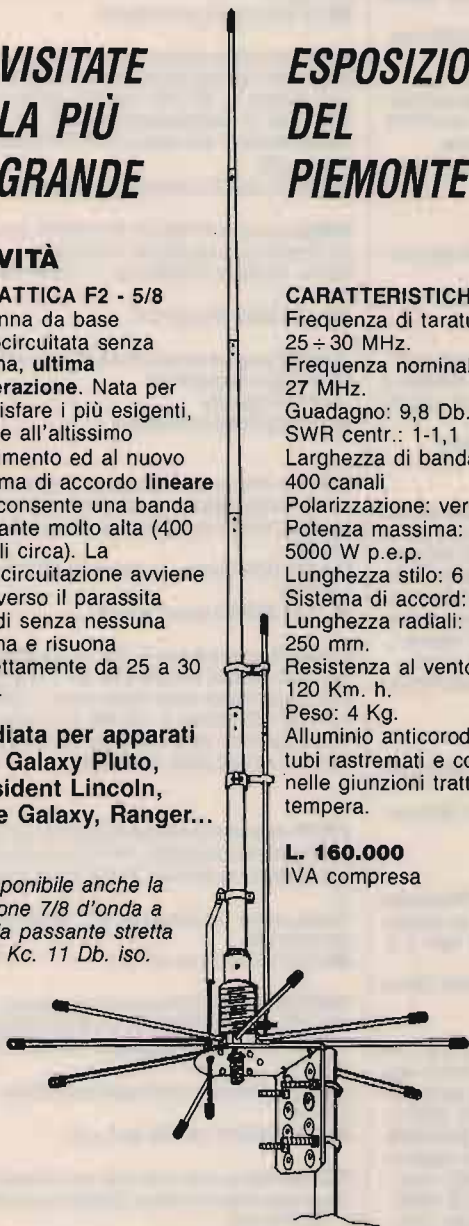 VISITATE
LA PIÙ
GRANDE
VITÀ
ATTICA F2 - 5/8
nna da base
ocircuitata senza
na, ultima
erazione. Nata per
isfare i più esigenti,
e all'altissimo
umento ed al nuovo
ma di accordo lineare
consente una banda
ante molto alta (400
li circa). La
circuitazione avviene
verso il parassita
di senza nessuna
na e risuona
ettamente da 25 a 30
diata per apparati
Galaxy Pluto,
sident Lincoln,
e Galaxy, Ranger...
ponibile anche la
one 7/8 d'onda a
a passante stretta
Kc. 11 Db. iso.
ESPOSIZIO
DEL
PIEMONTE
CARATTERISTICH
Frequenza di taratu
25÷30 MHz.
Frequenza nomina
27 MHz.
Guadagno: 9,8 Db.
SWR centr.: 1-1,1
Larghezza di banda
400 canali
Polarizzazione: ver
Potenza massima:
5000 W p.e.p.
Lunghezza stilo: 6
Sistema di accord:
Lunghezza radiali:
250 mm.
Resistenza al vento
120 Km. h.
Peso: 4 Kg.
Alluminio anticorod
tubi rastremati e co
nelle giunzioni tratt
tempera.
L. 160.000
IVA compresa